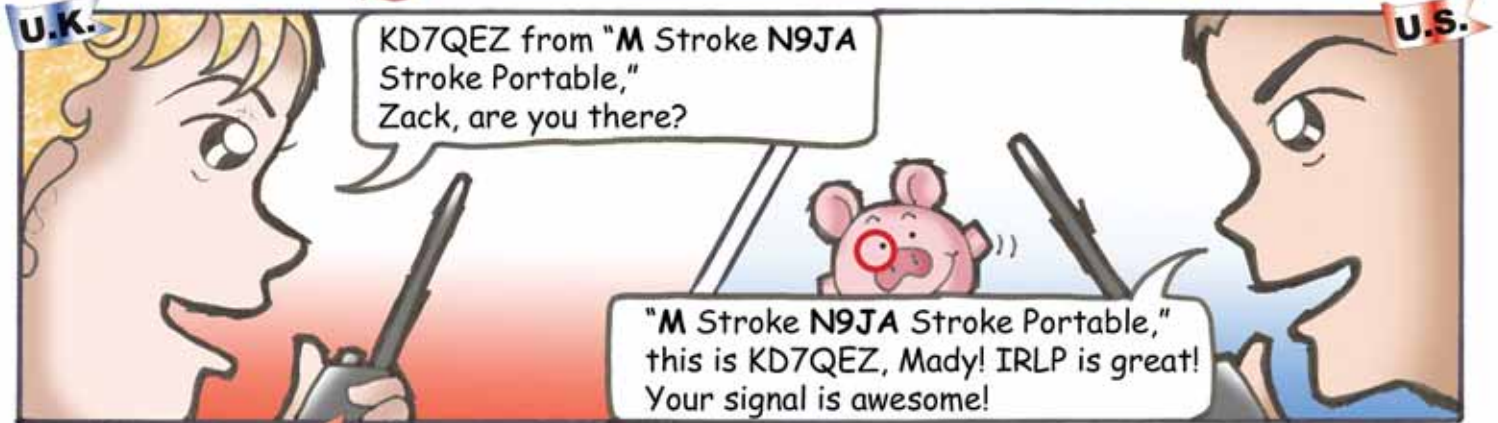 U.K.
U.S.
KD7QEZ from “M Stroke N9JA
Stroke Portable,”
Zack, are you there?
“M Stroke N9JA Stroke Portable,”
this is KD7QEZ, Mady! IRLP is great!
Your signal is awesome!